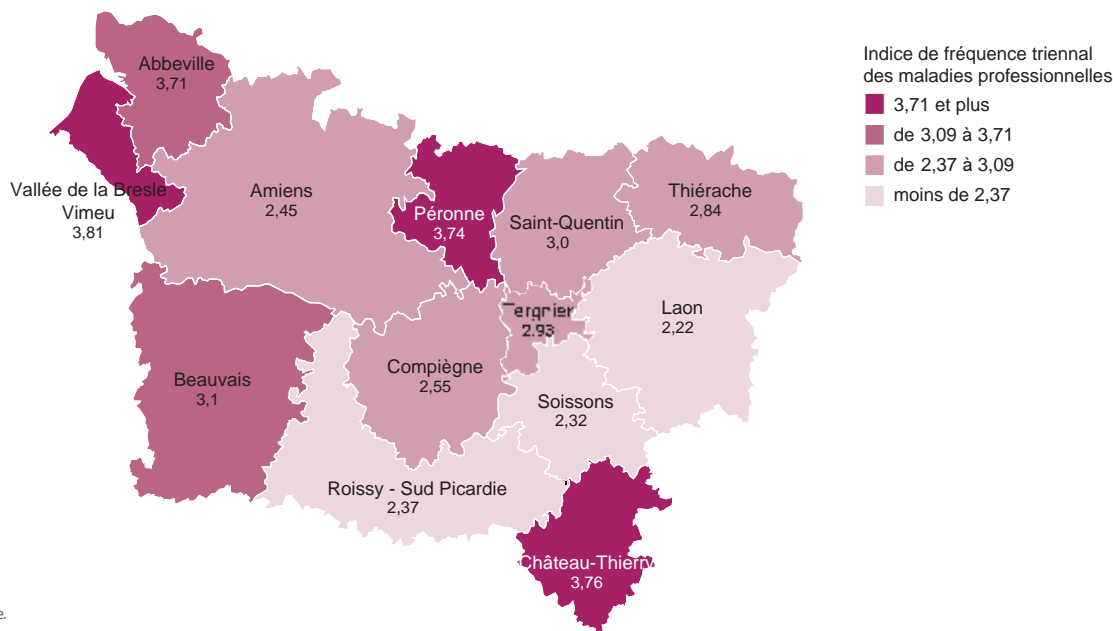 Indice de fréquence triennal
des maladies professionnelles
3,71 et plus
de 3,09 à 3,71
de 2,37 à 3,09
moins de 2,37
Abbeville
3,71
Vallée de la Bresle
Vimeu
3,81
Amiens
2,45
Péronne
3,74
Saint-Quentin
3,0
Thiérache
2,84
Tergnier
2.93
Laon
2,22
Beauvais
3,1
Compiègne
2,55
Soissons
2,32
Roissy - Sud Picardie
2,37
Château-Thierry
3,76
e.